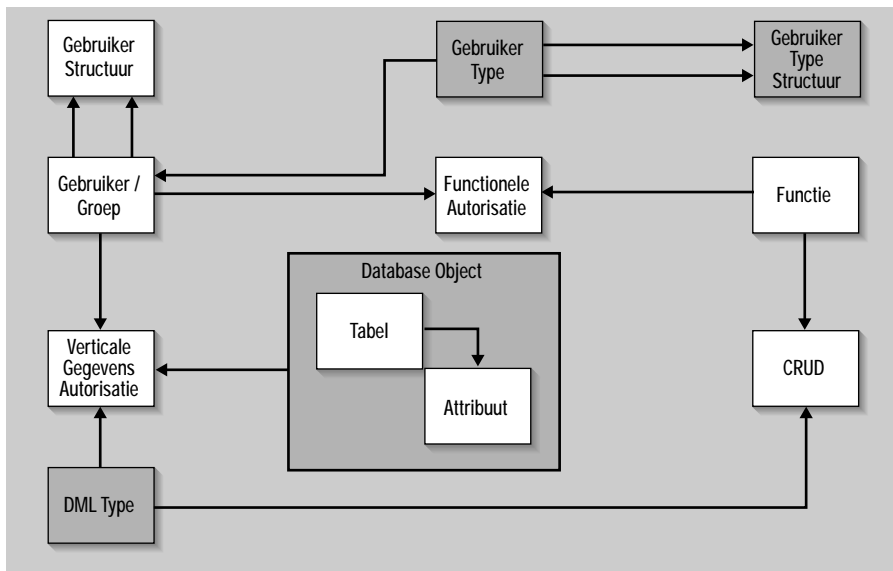 Gebruiker
Structuur
Gebruiker
Type
Gebruiker
Type
Structuur
Gebruiker /
Groep
Functionele
Autorisatie
Functie
Database Object
Tabel
Attribuut
Verticale
Gegevens
Autorisatie
CRUD
DML Type